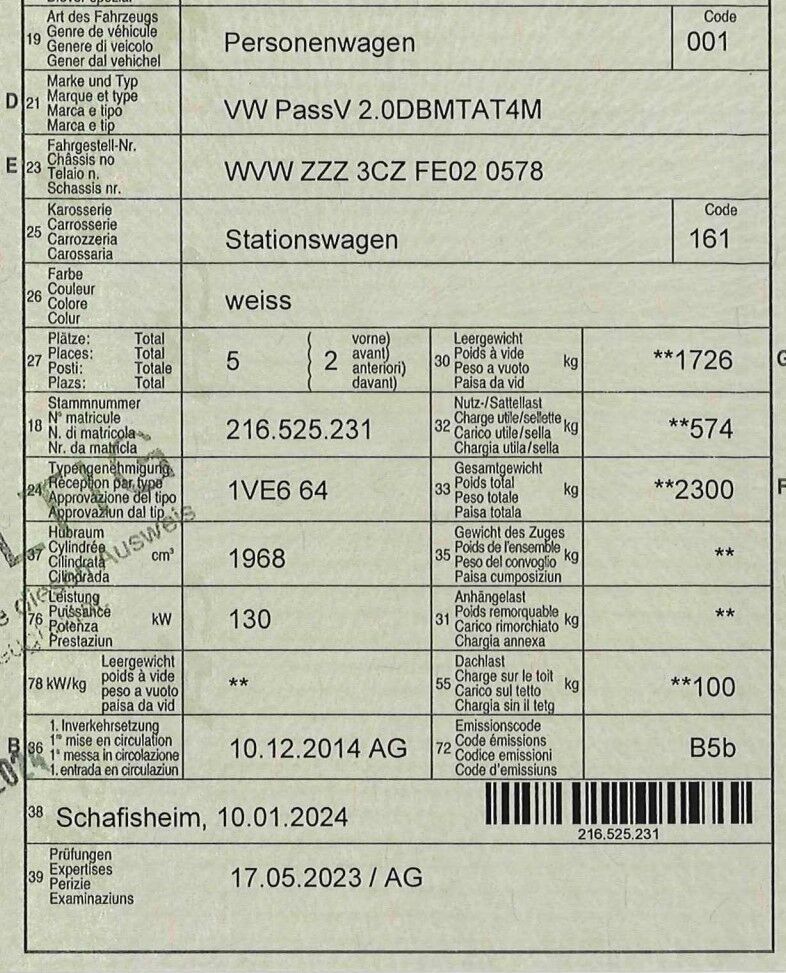 19 Art des Fahrzeugs
Genre de véhicule
Genere di veicolo
Gener dal vehichel
Personenwagen
Code
001
D 21 Marke und Typ
Marque et type
Marca e tipo
Marca e tip
VW PassV 2.0DBMTAT4M
E 23 Fahrgestell-Nr.
Châssis no
Telaio n.
Schassis nr.
WVW ZZZ 3CZ FE02 0578
25 Karosserie
Carrosserie
Carrozzeria
Carossaria
Stationswagen
Code
161
26 Farbe
Couleur
Colore
Colur
weiss
27 Plätze: Total
Places: Total
Posti: Totale
Plazs: Total
5
( 2 vorne)
avant)
anteriori)
davant)
30 Leergewicht
Poids à vide
Peso a vuoto
Paisa da vid
kg
**1726
G
18 Stammnummer
N° matricule
N. di matricola
Nr. da matricla
216.525.231
32 Nutz-/Sattellast
Charge utile/sellette
Carico utile/sella
Chargia utila/sella
kg
**574
24 Typengenehmigung
Réception par type
Approvazione del tipo
Approvaziun dal tip
1VE6 64
33 Gesamtgewicht
Poids total
Peso totale
Paisa totala
kg
**2300
F
37 Hubraum
Cylindrée
Cilindrata
Cilindrada
cm³
1968
35 Gewicht des Zuges
Poids de l'ensemble
Peso del convoglio
Paisa cumposiziun
kg
**
76 Leistung
Puissance
Potenza
Prestaziun
kW
130
31 Anhängelast
Poids remorquable
Carico rimorchiato
Chargia annexa
kg
**
78 kW/kg
Leergewicht
poids à vide
peso a vuoto
paisa da vid
**
55 Dachlast
Charge sur le toit
Carico sul tetto
Chargia sin il tetg
kg
**100
B 36 1. Inverkehrsetzung
1re mise en circulation
1a messa in circolazione
1. entrada en circulaziun
10.12.2014 AG
72 Emissionscode
Code émissions
Codice emissioni
Code d'emissiuns
B5b
38 Schafisheim, 10.01.2024
216.525.231
39 Prüfungen
Expertises
Perizie
Examinaziuns
17.05.2023 / AG
diesen Ausweis